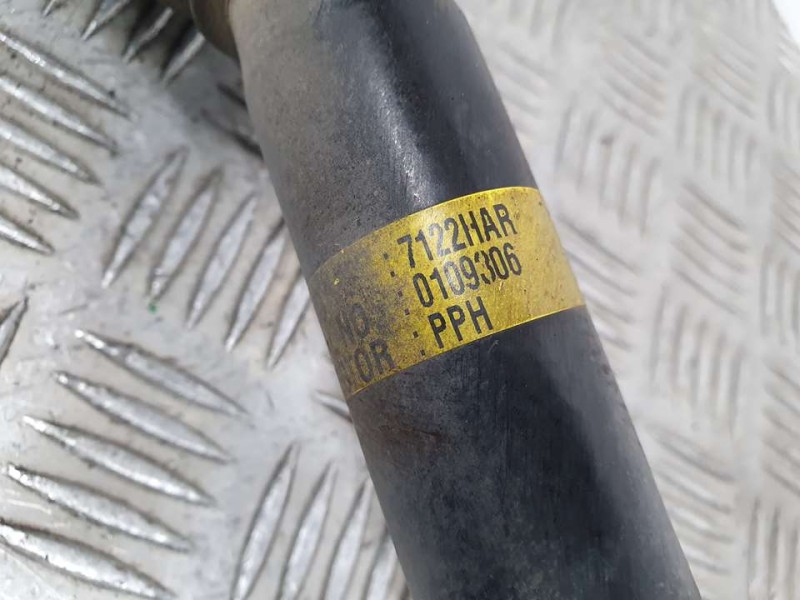 : 7122HAR
NO. : 0109306
OR : PPH